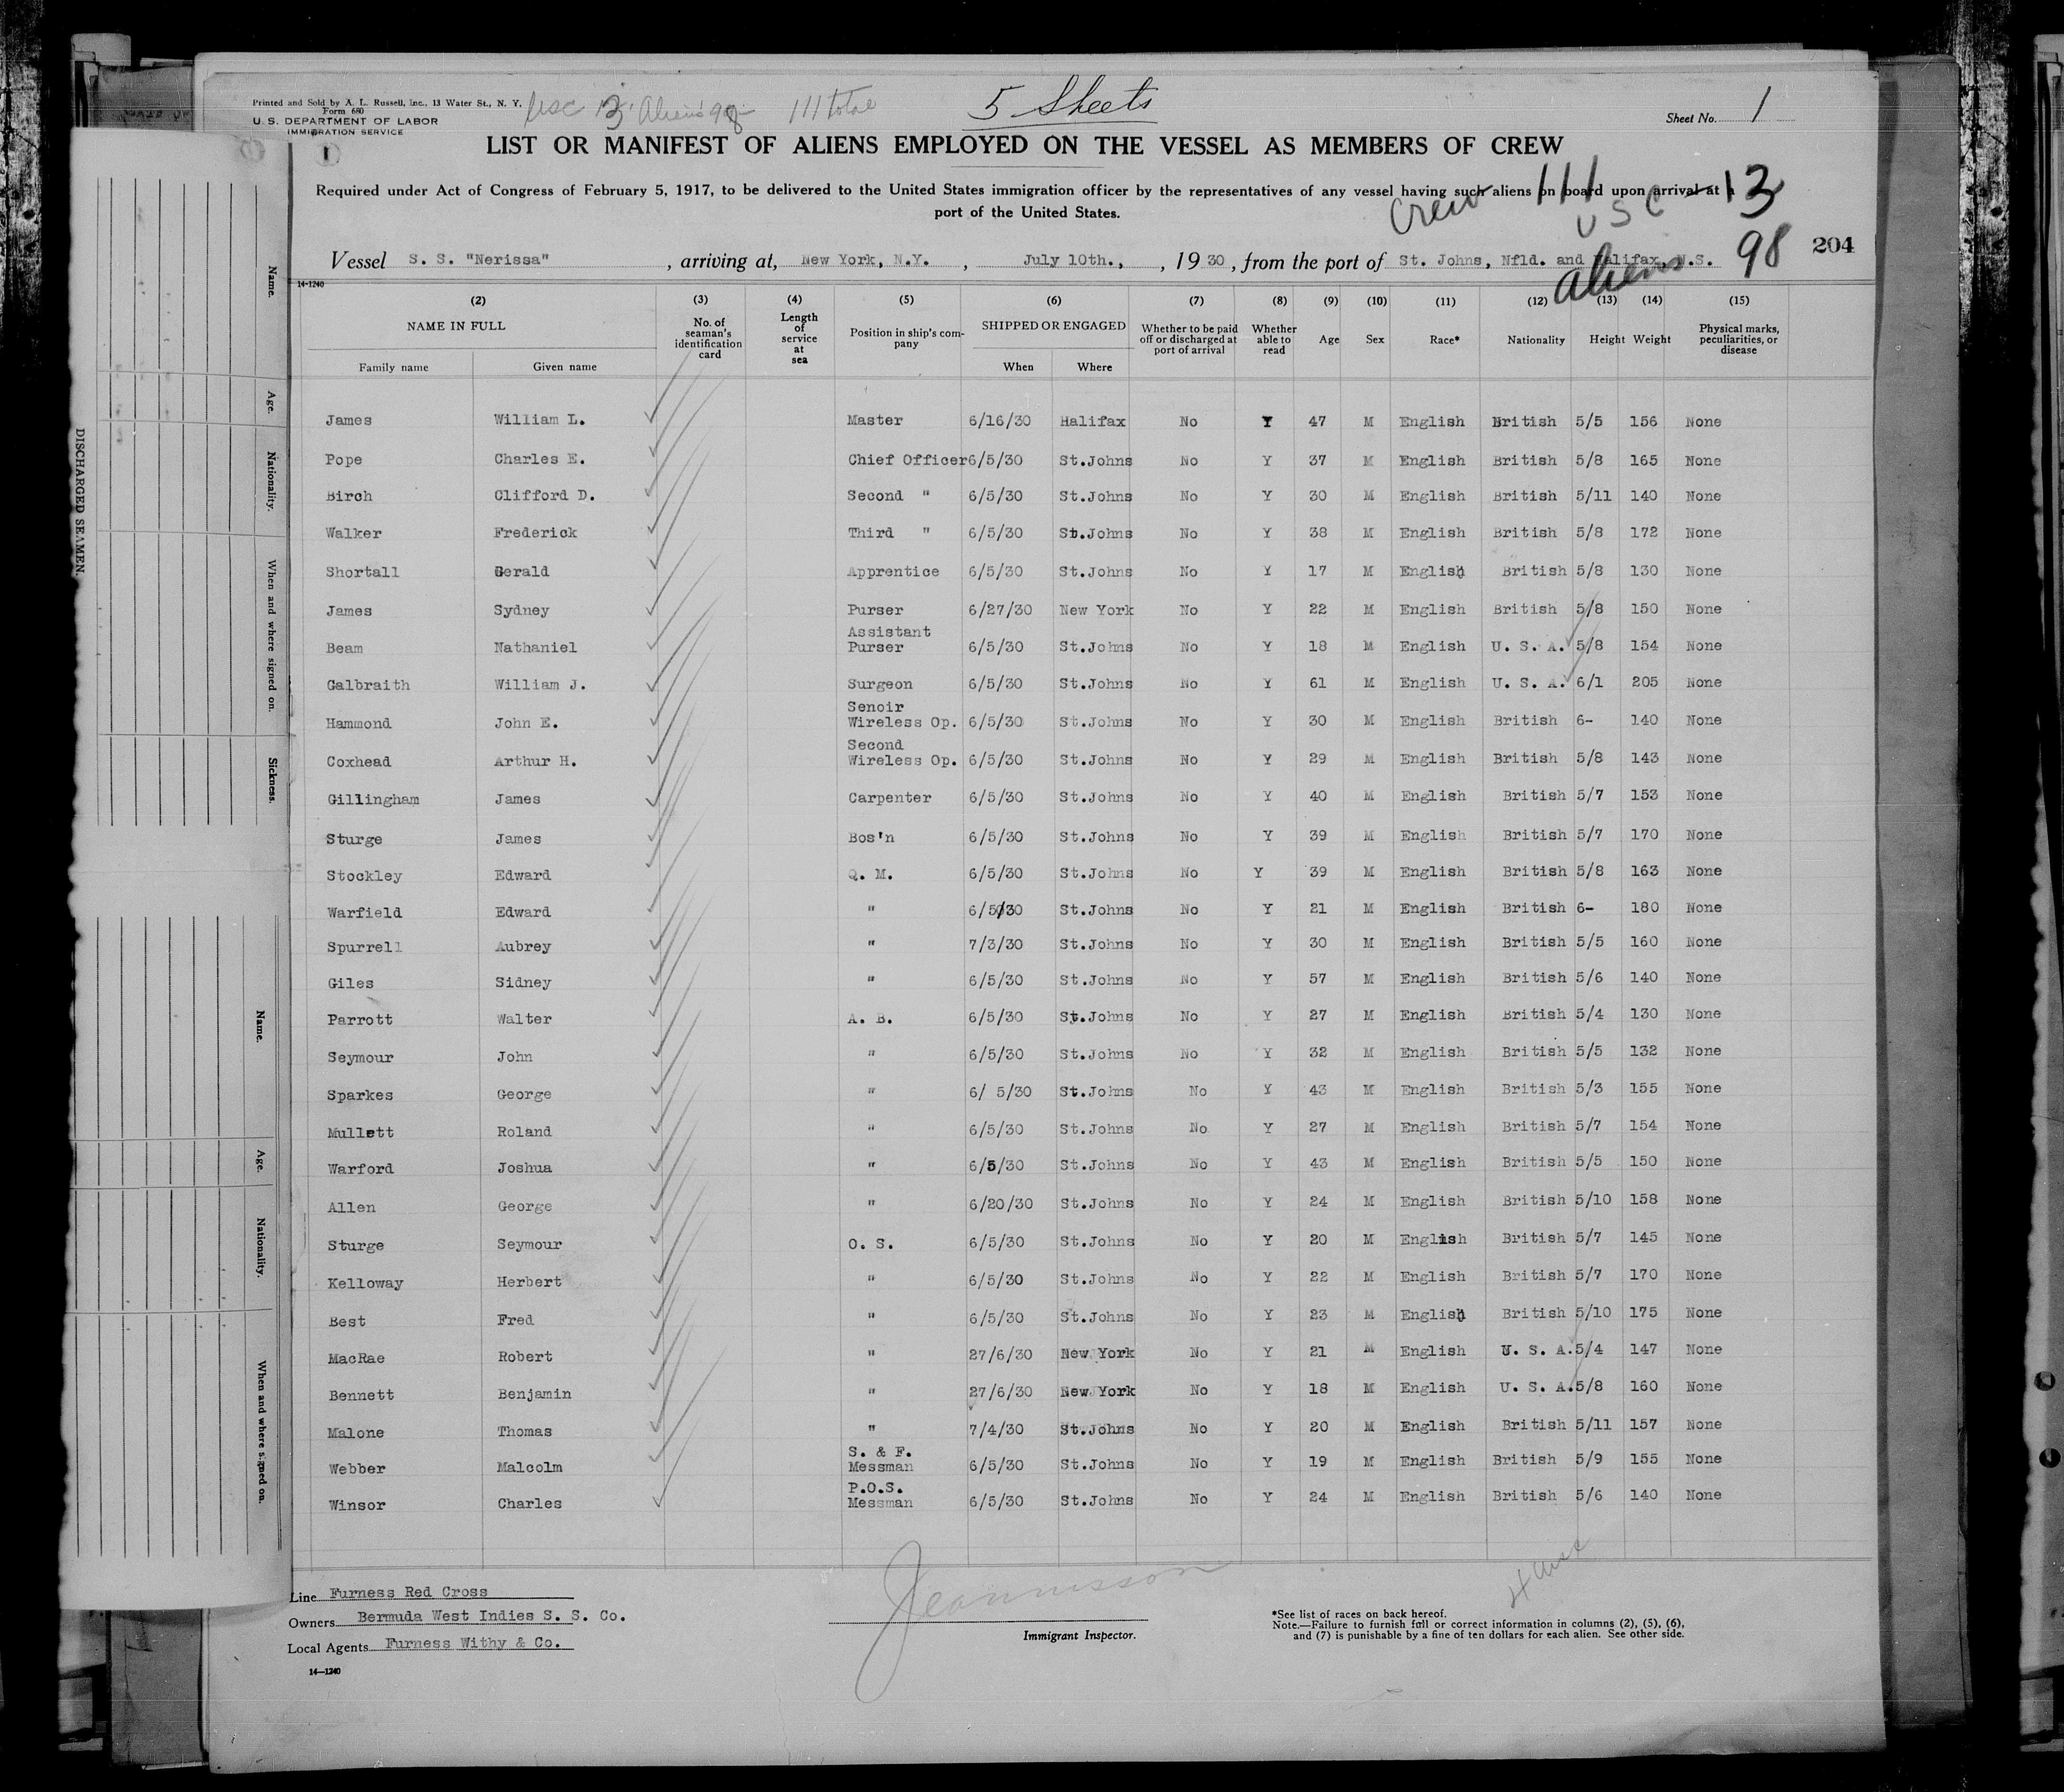 Printed and Sold by A. L. Russell, Inc., 13 Water St., N. Y.
Form 680
U. S. DEPARTMENT OF LABOR
IMMIGRATION SERVICE
usc 13 Aliens 98 111 total
5 Sheets
Sheet No. 1
LIST OR MANIFEST OF ALIENS EMPLOYED ON THE VESSEL AS MEMBERS OF CREW
Required under Act of Congress of February 5, 1917, to be delivered to the United States immigration officer by the representatives of any vessel having such aliens on board upon arrival at a
port of the United States.
Crew 111
USC - 13
aliens 98
204
Vessel S. S. "Nerissa", arriving at, New York, N.Y., July 10th., , 1930, from the port of St. Johns, Nfld. and Halifax, N.S.
14-1240
(2) (3) (4) (5) (6) (7) (8) (9) (10) (11) (12) (13) (14) (15)
NAME IN FULL No. of seaman's identification card Length of service at sea Position in ship's company SHIPPED OR ENGAGED Whether to be paid off or discharged at port of arrival Whether able to read Age Sex Race* Nationality Height Weight Physical marks, peculiarities, or disease
Family name Given name When Where
James William L. Master 6/16/30 Halifax No Y 47 M English British 5/5 156 None
Pope Charles E. Chief Officer 6/5/30 St.Johns No Y 37 M English British 5/8 165 None
Birch Clifford D. Second " 6/5/30 St.Johns No Y 30 M English British 5/11 140 None
Walker Frederick Third " 6/5/30 St.Johns No Y 38 M English British 5/8 172 None
Shortall Gerald Apprentice 6/5/30 St.Johns No Y 17 M English British 5/8 130 None
James Sydney Purser 6/27/30 New York No Y 22 M English British 5/8 150 None
Beam Nathaniel Assistant Purser 6/5/30 St.Johns No Y 18 M English U. S. A. 5/8 154 None
Galbraith William J. Surgeon 6/5/30 St.Johns No Y 61 M English U. S. A. 6/1 205 None
Hammond John E. Senoir Wireless Op. 6/5/30 St.Johns No Y 30 M English British 6- 140 None
Coxhead Arthur H. Second Wireless Op. 6/5/30 St.Johns No Y 29 M English British 5/8 143 None
Gillingham James Carpenter 6/5/30 St.Johns No Y 40 M English British 5/7 153 None
Sturge James Bos'n 6/5/30 St.Johns No Y 39 M English British 5/7 170 None
Stockley Edward Q. M. 6/5/30 St.Johns No Y 39 M English British 5/8 163 None
Warfield Edward " 6/5/30 St.Johns No Y 21 M English British 6- 180 None
Spurrell Aubrey " 7/3/30 St.Johns No Y 30 M English British 5/5 160 None
Giles Sidney " 6/5/30 St.Johns No Y 57 M English British 5/6 140 None
Parrott Walter A. B. 6/5/30 St.Johns No Y 27 M English British 5/4 130 None
Seymour John " 6/5/30 St.Johns No Y 32 M English British 5/5 132 None
Sparkes George " 6/ 5/30 St.Johns No Y 43 M English British 5/3 155 None
Mullett Roland " 6/5/30 St.Johns No Y 27 M English British 5/7 154 None
Warford Joshua " 6/5/30 St.Johns No Y 43 M English British 5/5 150 None
Allen George " 6/20/30 St.Johns No Y 24 M English British 5/10 158 None
Sturge Seymour O. S. 6/5/30 St.Johns No Y 20 M English British 5/7 145 None
Kelloway Herbert " 6/5/30 St.Johns No Y 22 M English British 5/7 170 None
Best Fred " 6/5/30 St.Johns No Y 23 M English British 5/10 175 None
MacRae Robert " 27/6/30 New York No Y 21 M English U. S. A. 5/4 147 None
Bennett Benjamin " 27/6/30 New York No Y 18 M English U. S. A. 5/8 160 None
Malone Thomas " 7/4/30 St.Johns No Y 20 M English British 5/11 157 None
Webber Malcolm S. & F. Messman 6/5/30 St.Johns No Y 19 M English British 5/9 155 None
Winsor Charles P.O.S. Messman 6/5/30 St.Johns No Y 24 M English British 5/6 140 None
Line Furness Red Cross
Owners Bermuda West Indies S. S. Co.
Local Agents Furness Withy & Co.
14—1240
Immigrant Inspector.
*See list of races on back hereof.
Note.—Failure to furnish full or correct information in columns (2), (5), (6),
and (7) is punishable by a fine of ten dollars for each alien. See other side.
DISCHARGED SEAMEN.
Name.
Age.
Nationality.
When and where signed on.
Sickness.
Name.
Age.
Nationality.
When and where signed on.